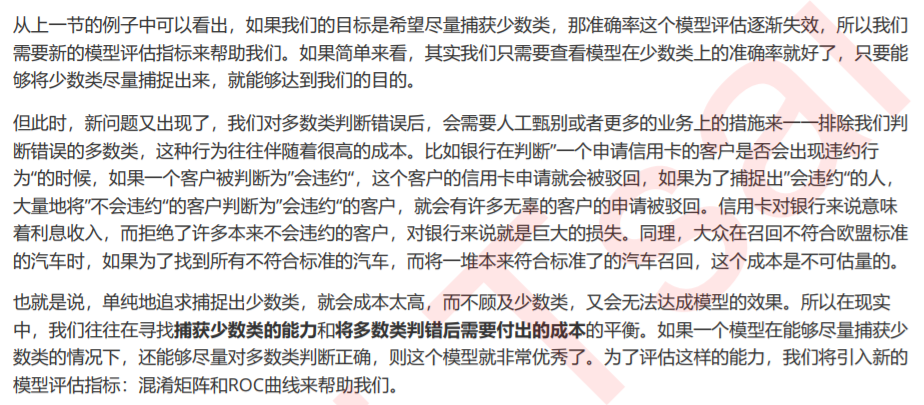 从上一节的例子中可以看出，如果我们的目标是希望尽量捕获少数类，那准确率这个模型评估逐渐失效，所以我们
需要新的模型评估指标来帮助我们。如果简单来看，其实我们只需要查看模型在少数类上的准确率就好了，只要能
够将少数类尽量捕捉出来，就能够达到我们的目的。
但此时，新问题又出现了，我们对多数类判断错误后，会需要人工甄别或者更多的业务上的措施来一一排除我们判
断错误的多数类，这种行为往往伴随着很高的成本。比如银行在判断”一个申请信用卡的客户是否会出现违约行
为“的时候，如果一个客户被判断为”会违约“，这个客户的信用卡申请就会被驳回，如果为了捕捉出”会违约“的人，
大量地将”不会违约“的客户判断为”会违约“的客户，就会有许多无辜的客户的申请被驳回。信用卡对银行来说意味
着利息收入，而拒绝了许多本来不会违约的客户，对银行来说就是巨大的损失。同理，大众在召回不符合欧盟标准
的汽车时，如果为了找到所有不符合标准的汽车，而将一堆本来符合标准了的汽车召回，这个成本是不可估量的。
也就是说，单纯地追求捕捉出少数类，就会成本太高，而不顾及少数类，又会无法达成模型的效果。所以在现实
中，我们往往在寻找捕获少数类的能力和将多数类判错后需要付出的成本的平衡。如果一个模型在能够尽量捕获少
数类的情况下，还能够尽量对多数类判断正确，则这个模型就非常优秀了。为了评估这样的能力，我们将引入新的
模型评估指标：混淆矩阵和ROC曲线来帮助我们。
Tsai